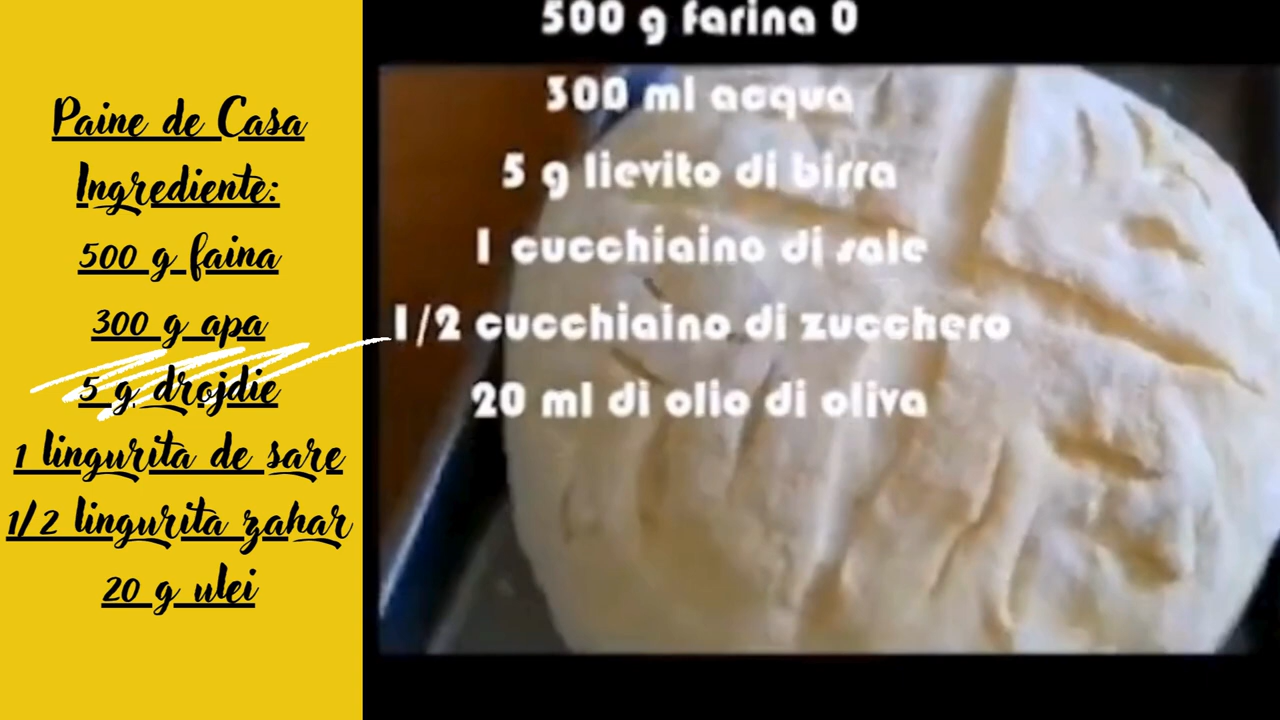 Paine de Casa
Ingrediente:
500 g faina
300 g apa
5 g drojdie
1 lingurita de sare
1/2 lingurita zahar
20 g ulei
500 g farina 0
300 ml acqua
5 g lievito di birra
1 cucchiaino di sale
1/2 cucchiaino di zucchero
20 ml di olio di oliva